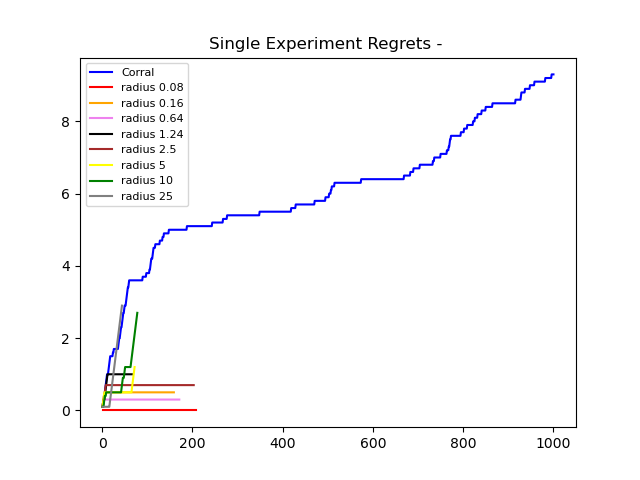 Single Experiment Regrets -
Corral
radius 0.08
radius 0.16
radius 0.64
radius 1.24
radius 2.5
radius 5
radius 10
radius 25
8
6
4
2
0
0 200 400 600 800 1000